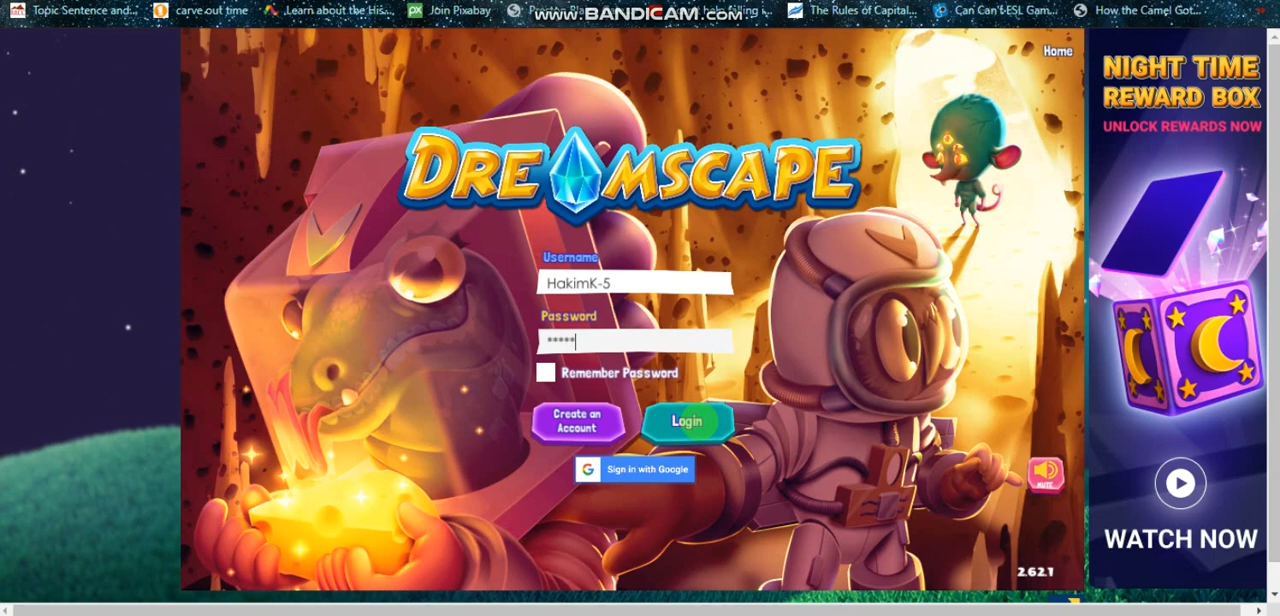 Topic Sentence and...
carve out time
Learn about the His...
Join Pixabay
www.BANDICAM.com
The Rules of Capital...
Can Can't ESL Gam...
How the Camel Got...
Home
DREAMSCAPE
Username
HakimK-5
Password
*****
Remember Password
Create an
Account
Login
Sign in with Google
MUTE
2.62.1
NIGHT TIME
REWARD BOX
UNLOCK REWARDS NOW
WATCH NOW